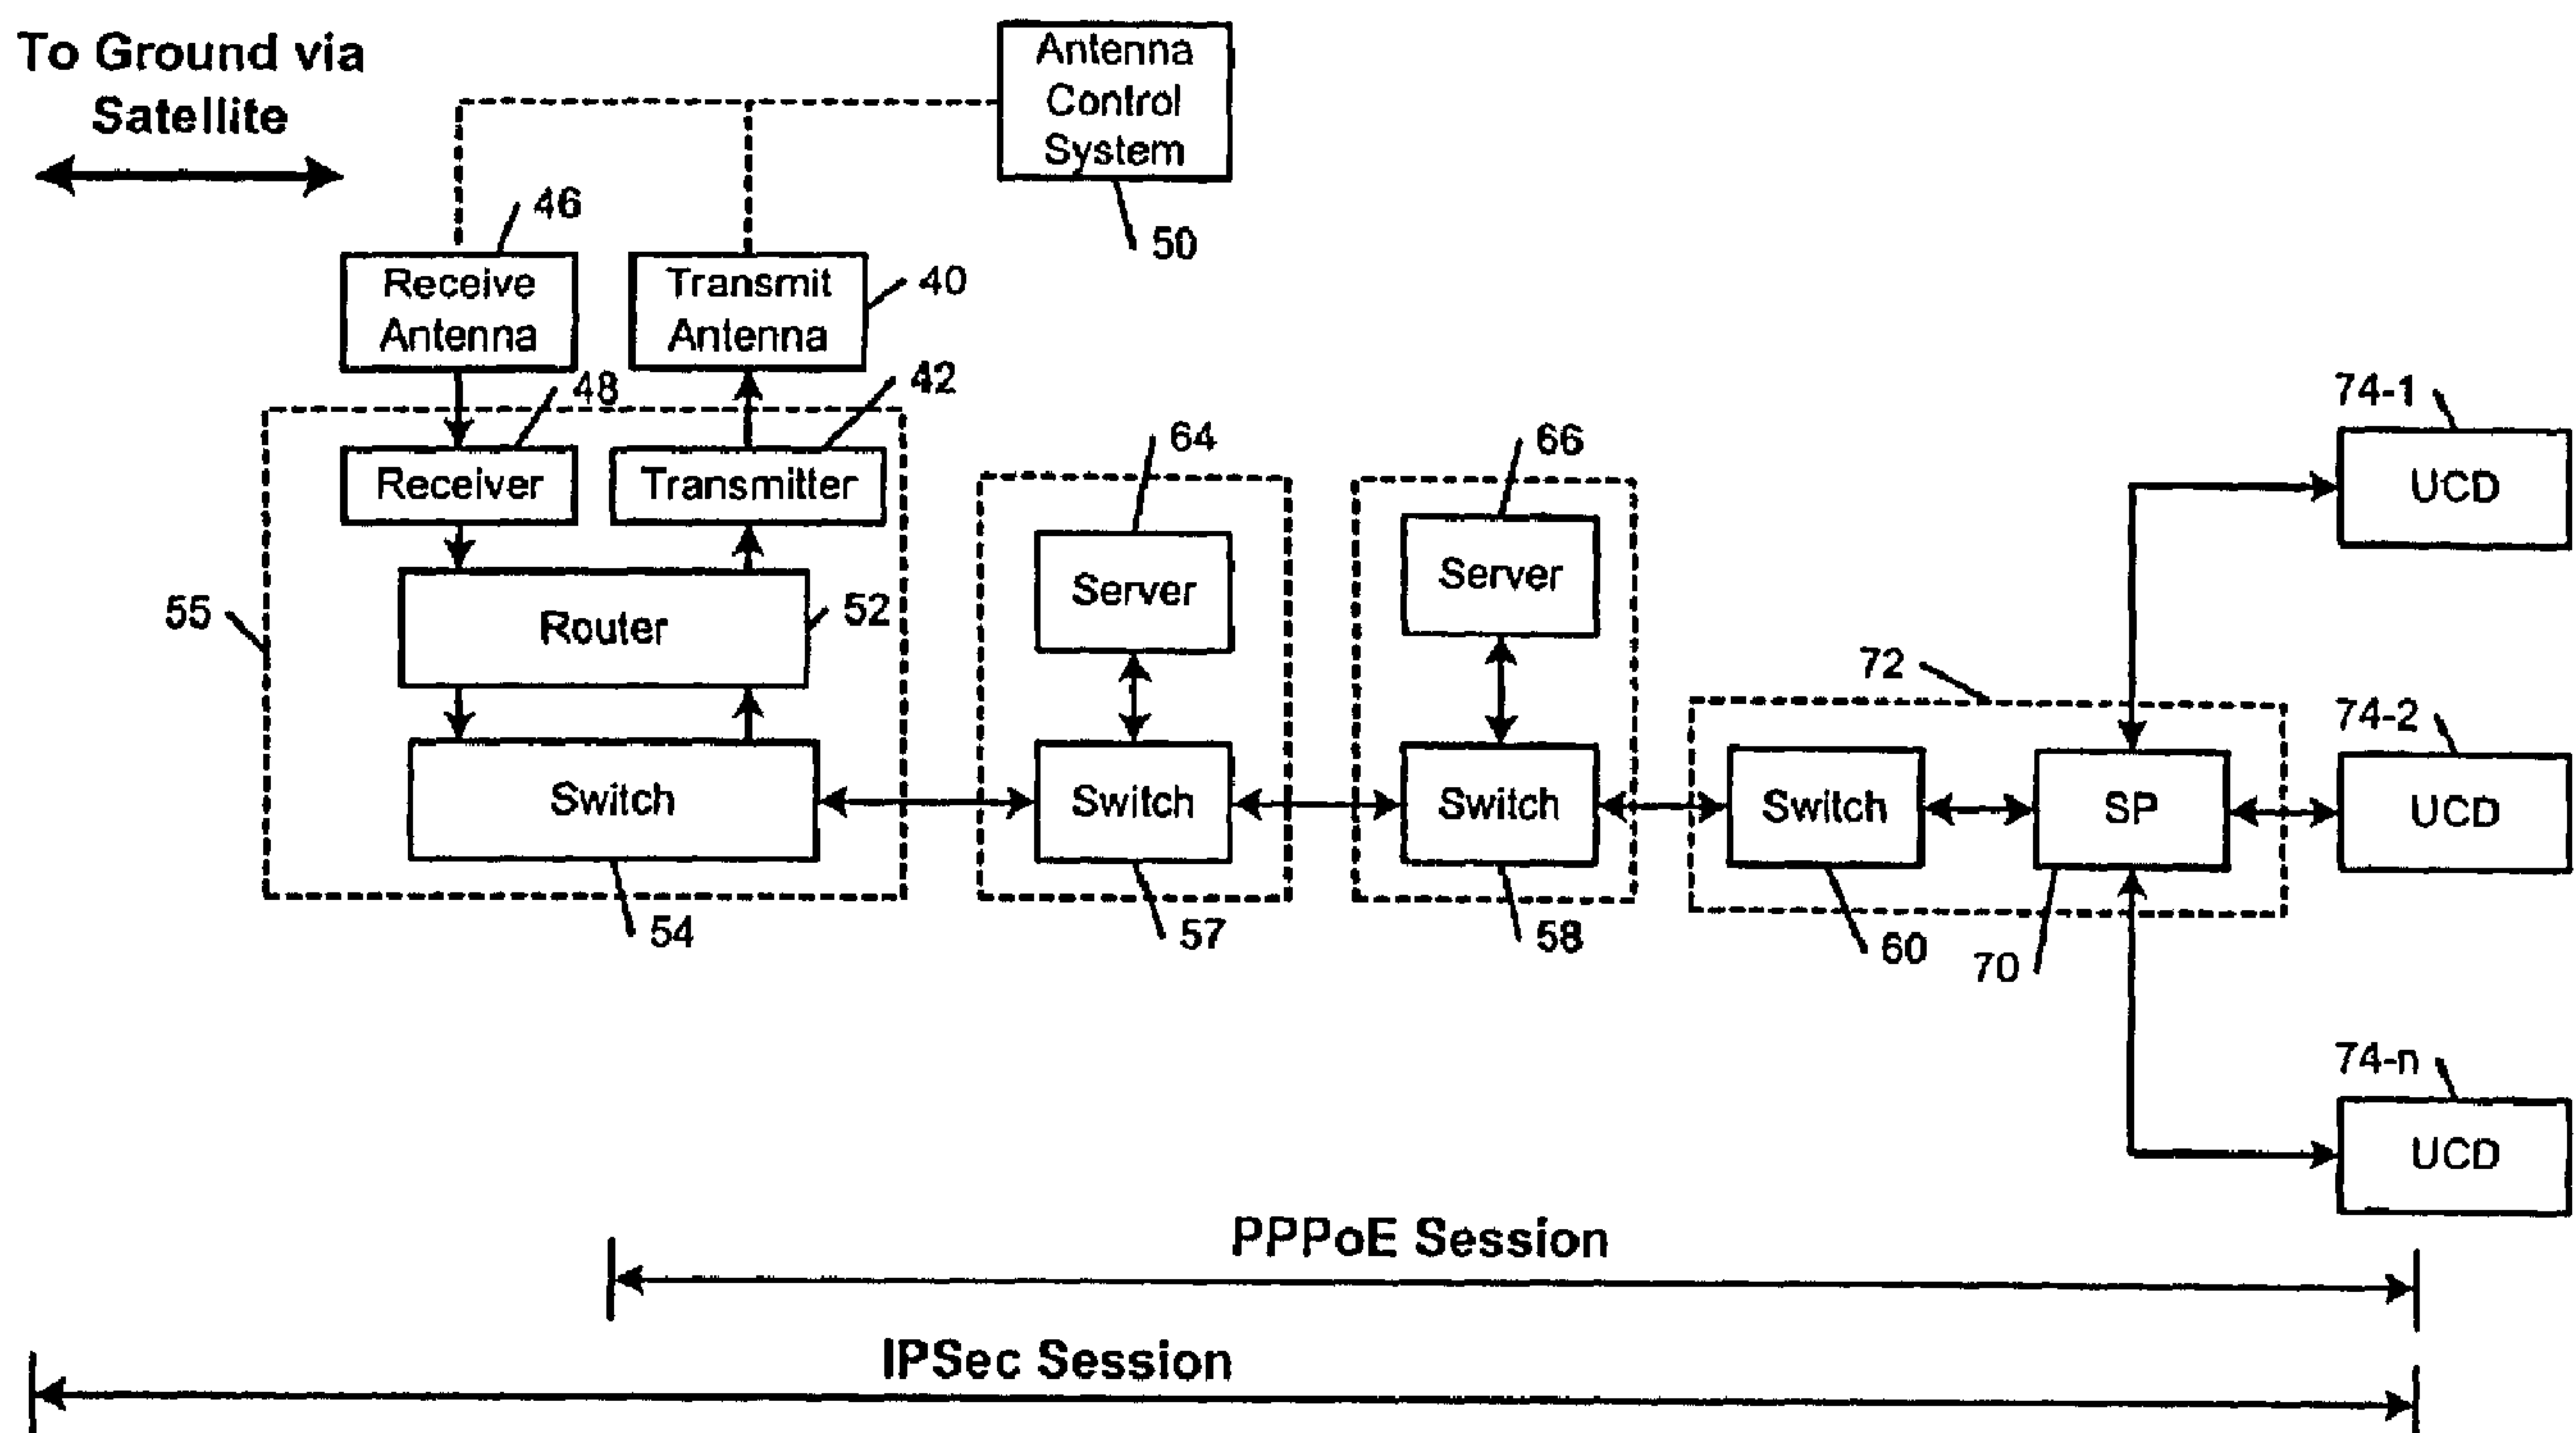 To Ground via
Satellite
Antenna
Control
System
50
46
Receive
Antenna
Transmit
Antenna
40
48
42
Receiver
Transmitter
55
Router
52
Switch
54
64
Server
Switch
57
66
Server
Switch
58
72
Switch
60
SP
70
74-1
UCD
74-2
UCD
74-n
UCD
PPPoE Session
IPSec Session